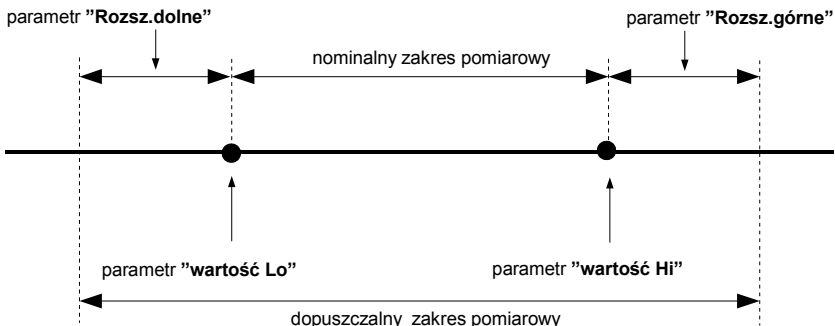 parametr ”Rozsz.dolne”
parametr ”Rozsz.górne”
nominalny zakres pomiarowy
parametr ”wartość Lo”
parametr ”wartość Hi”
dopuszczalny zakres pomiarowy